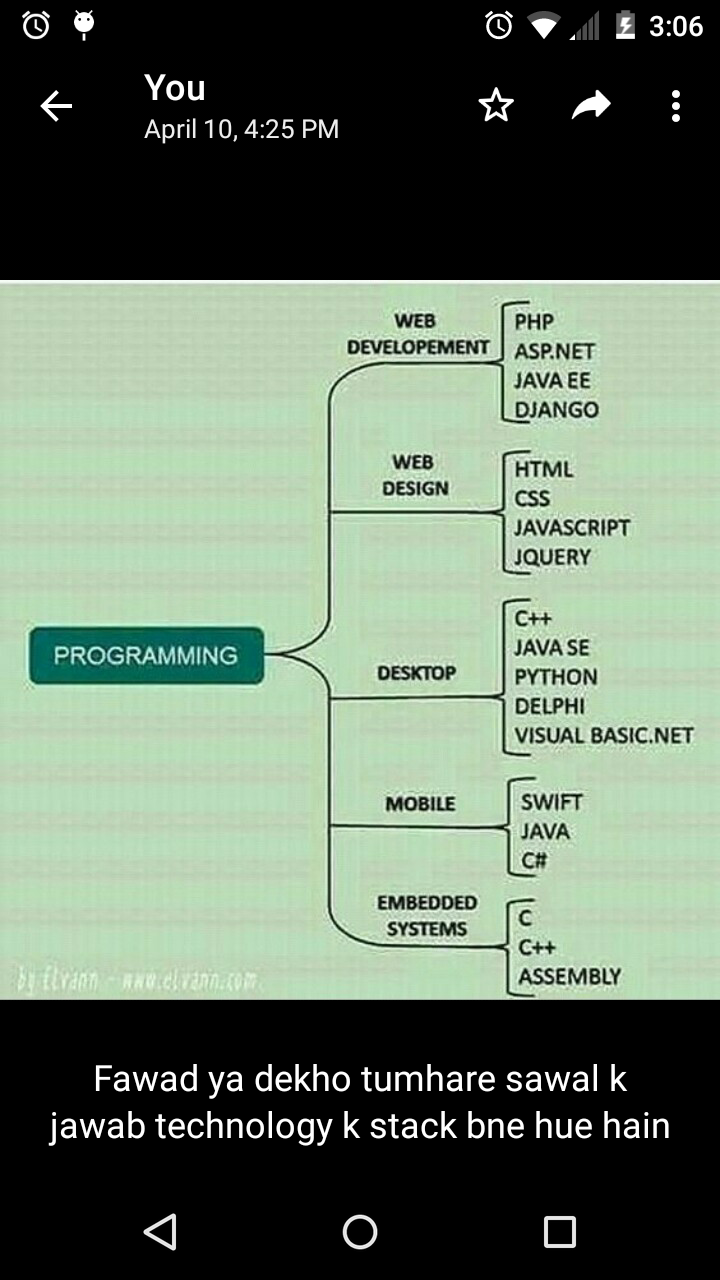 3:06
You
April 10, 4:25 PM
WEB
DEVELOPEMENT
PHP
ASP.NET
JAVA EE
DJANGO
WEB
DESIGN
HTML
CSS
JAVASCRIPT
JQUERY
PROGRAMMING
DESKTOP
C++
JAVA SE
PYTHON
DELPHI
VISUAL BASIC.NET
MOBILE
SWIFT
JAVA
C#
EMBEDDED
SYSTEMS
C
C++
ASSEMBLY
by Elvann - www.elvann.com
Fawad ya dekho tumhare sawal k
jawab technology k stack bne hue hain